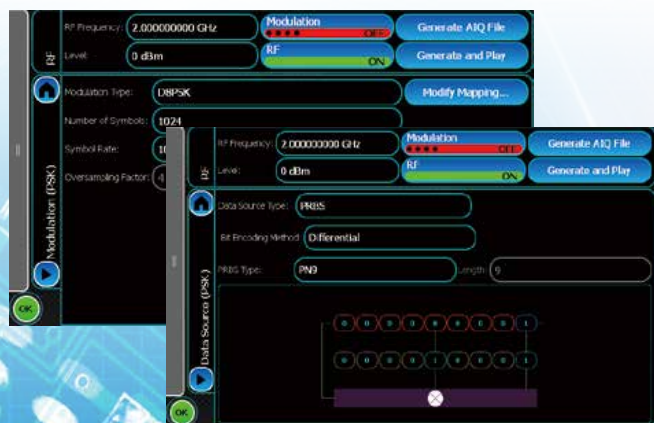 RF
RF Frequency: 2.000000000 GHz
Modulation OFF
Generate AIQ File
Level: 0 dBm
RF ON
Generate and Play
Modulation (PSK)
Modulation Type: D8PSK
Modify Mapping...
Number of Symbols: 1024
Symbol Rate:
Oversampling Factor: 4
OK
RF
RF Frequency: 2.000000000 GHz
Modulation OFF
Generate AIQ File
Level: 0 dBm
RF ON
Generate and Play
Data Source (PSK)
Data Source Type: PRBS
Bit Encoding Method: Differential
PRBS Type: PN9
Length: 9
0 0 0 0 0 0 0 0 1
0 0 0 0 1 0 0 0 1
OK